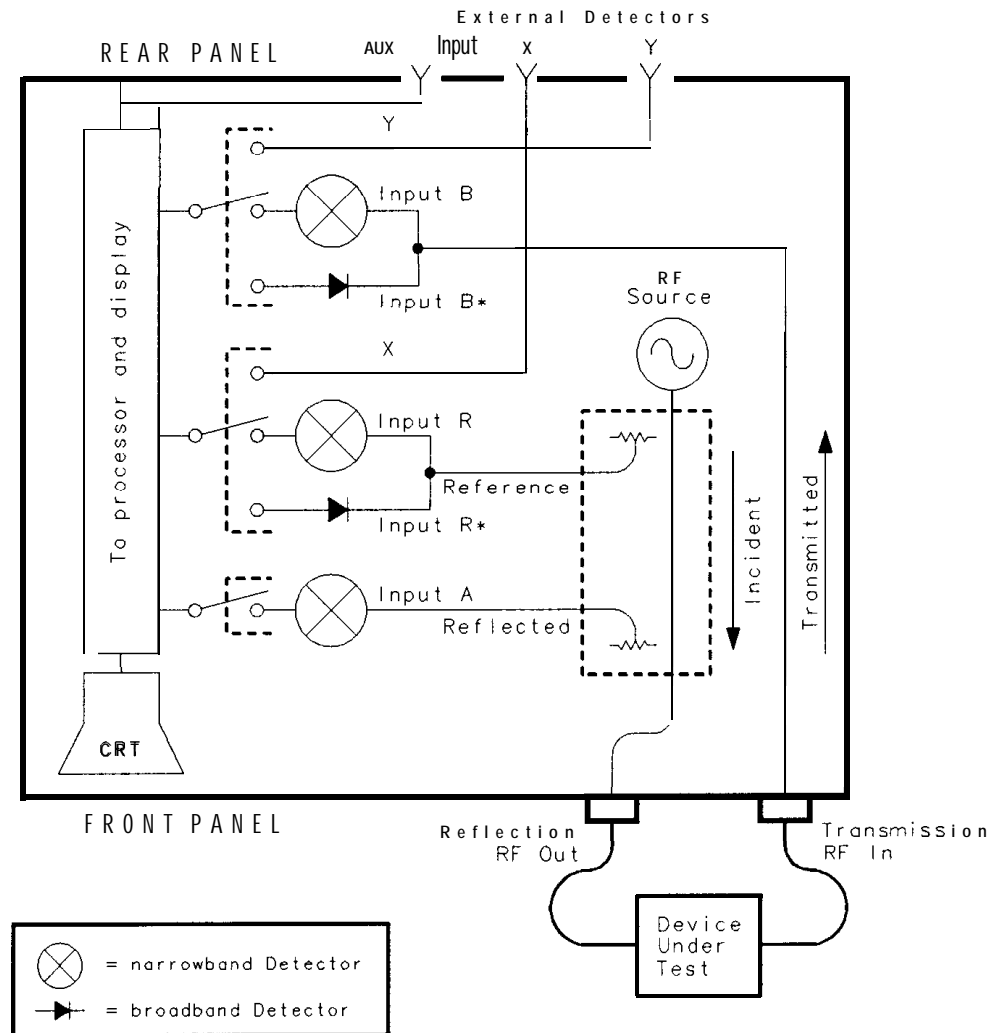 External Detectors
REAR PANEL
AUX Input X Y
Y
Input B
Input B*
RF
Source
X
Input R
Reference
Input R*
Input A
Reflected
To processor and display
Incident
Transmitted
CRT
FRONT PANEL
Reflection
RF Out
Transmission
RF In
Device
Under
Test
= narrowband Detector
= broadband Detector